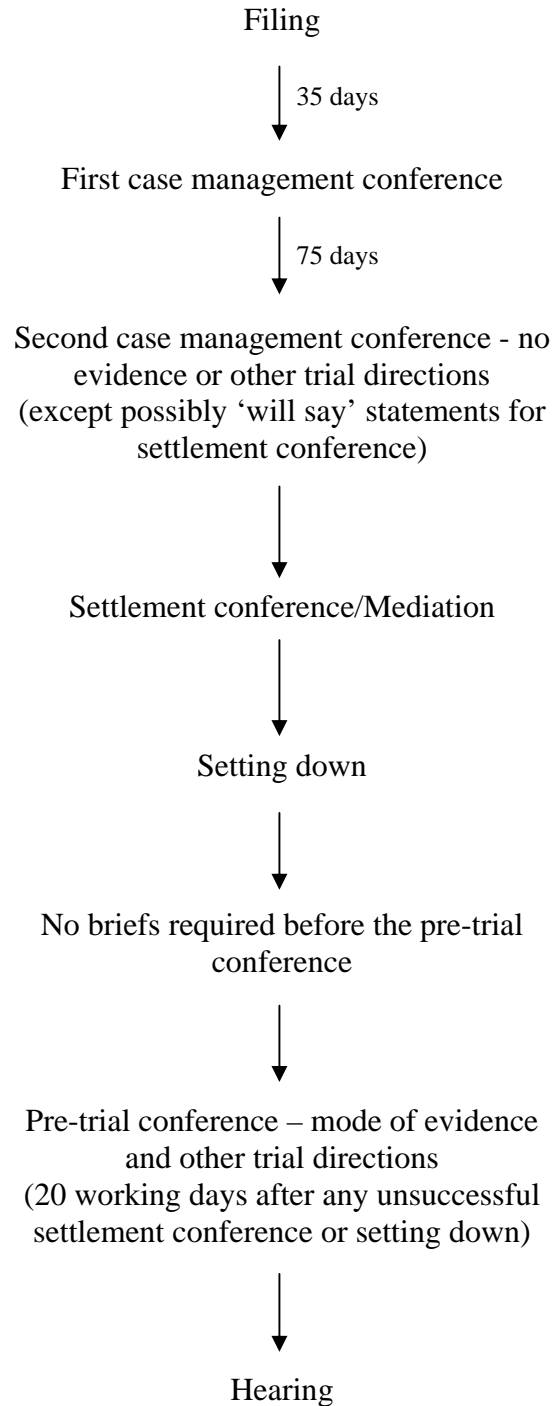 Filing
35 days
First case management conference
75 days
Second case management conference - no
evidence or other trial directions
(except possibly ‘will say’ statements for
settlement conference)
Settlement conference/Mediation
Setting down
No briefs required before the pre-trial
conference
Pre-trial conference – mode of evidence
and other trial directions
(20 working days after any unsuccessful
settlement conference or setting down)
Hearing